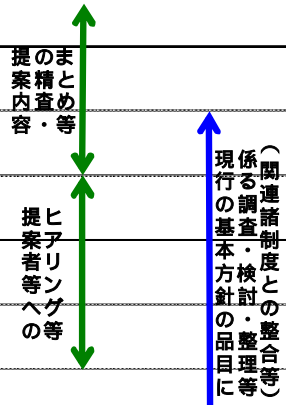 提案内容
の精査・
まとめ等
提案者等への
ヒアリング等
現行の基本方針の品目に
係る調査・検討・整理等
（関連諸制度との整合等）